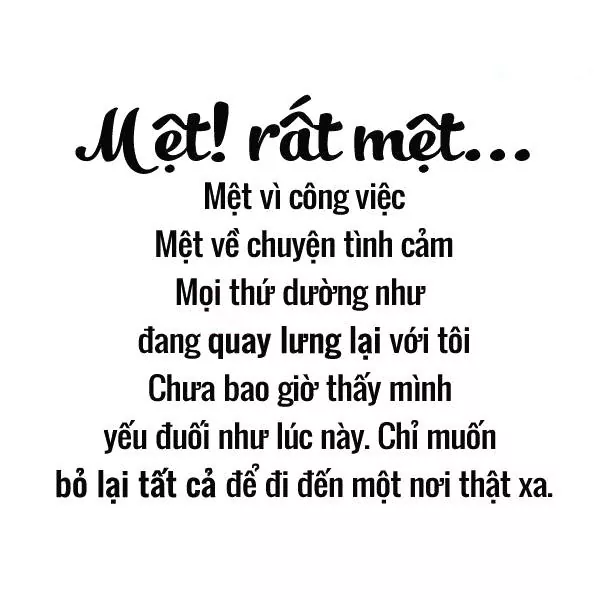 Mệt! rất mệt...
Mệt vì công việc
Mệt về chuyện tình cảm
Mọi thứ dường như
đang quay lưng lại với tôi
Chưa bao giờ thấy mình
yếu đuối như lúc này. Chỉ muốn
bỏ lại tất cả để đi đến một nơi thật xa.